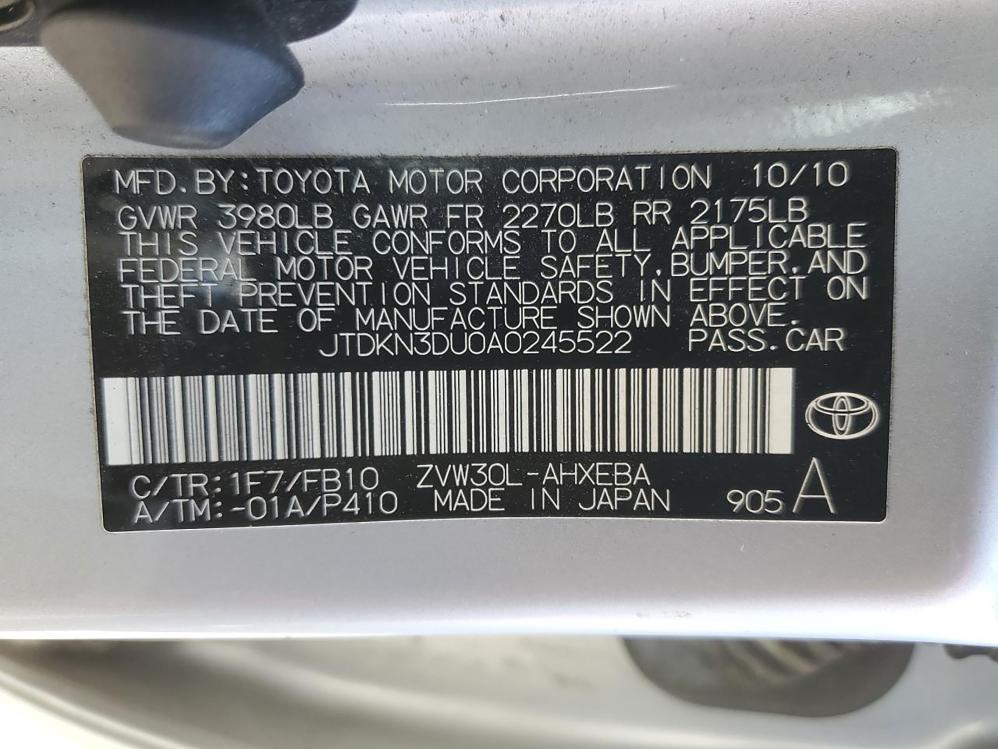 MFD.BY:TOYOTA MOTOR CORPORATION 10/10
GVWR 3980LB GAWR FR 2270LB RR 2175LB
THIS VEHICLE CONFORMS TO ALL APPLICABLE
FEDERAL MOTOR VEHICLE SAFETY,BUMPER,AND
THEFT PREVENTION STANDARDS IN EFFECT ON
THE DATE OF MANUFACTURE SHOWN ABOVE.
JTDKN3DU0A0245522 PASS.CAR
C/TR:1F7/FB10 ZVW30L-AHXEBA
A/TM:-01A/P410 MADE IN JAPAN 905 A